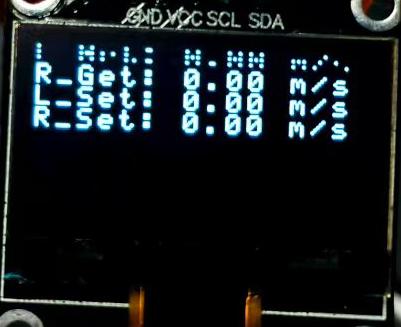 GND VCC SCL SDA
R_Get: 0.00 m/s
L_Set: 0.00 m/s
R_Set: 0.00 m/s